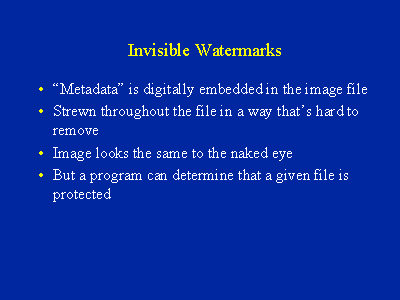 Invisible Watermarks
• “Metadata” is digitally embedded in the image file
• Strewn throughout the file in a way that’s hard to
remove
• Image looks the same to the naked eye
• But a program can determine that a given file is
protected